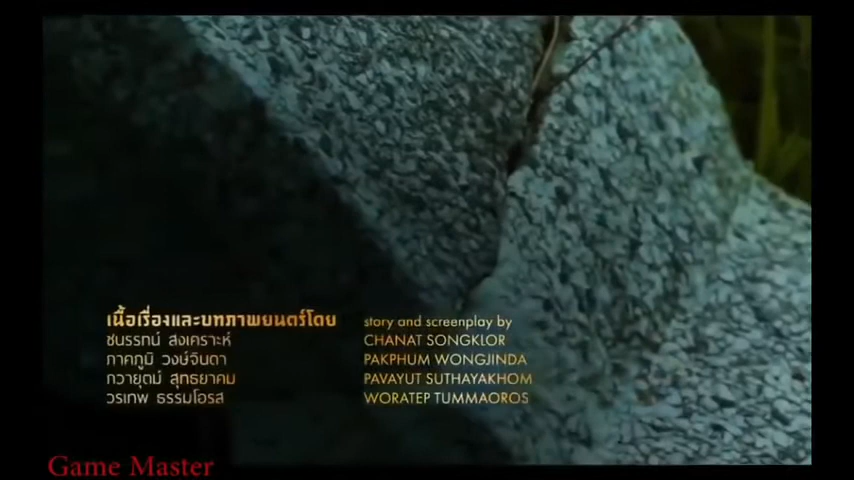 เนื้อเรื่องและบทภาพยนตร์โดย
ชนรรทน์ สงเคราะห์
ภาคภูมิ วงษ์จินดา
ภวายุตม์ สุทธยาคม
วรเทพ ธรรมโอรส
story and screenplay by
CHANAT SONGKLOR
PAKPHUM WONGJINDA
PAVAYUT SUTHAYAKHOM
WORATEP TUMMAOROS
Game Master